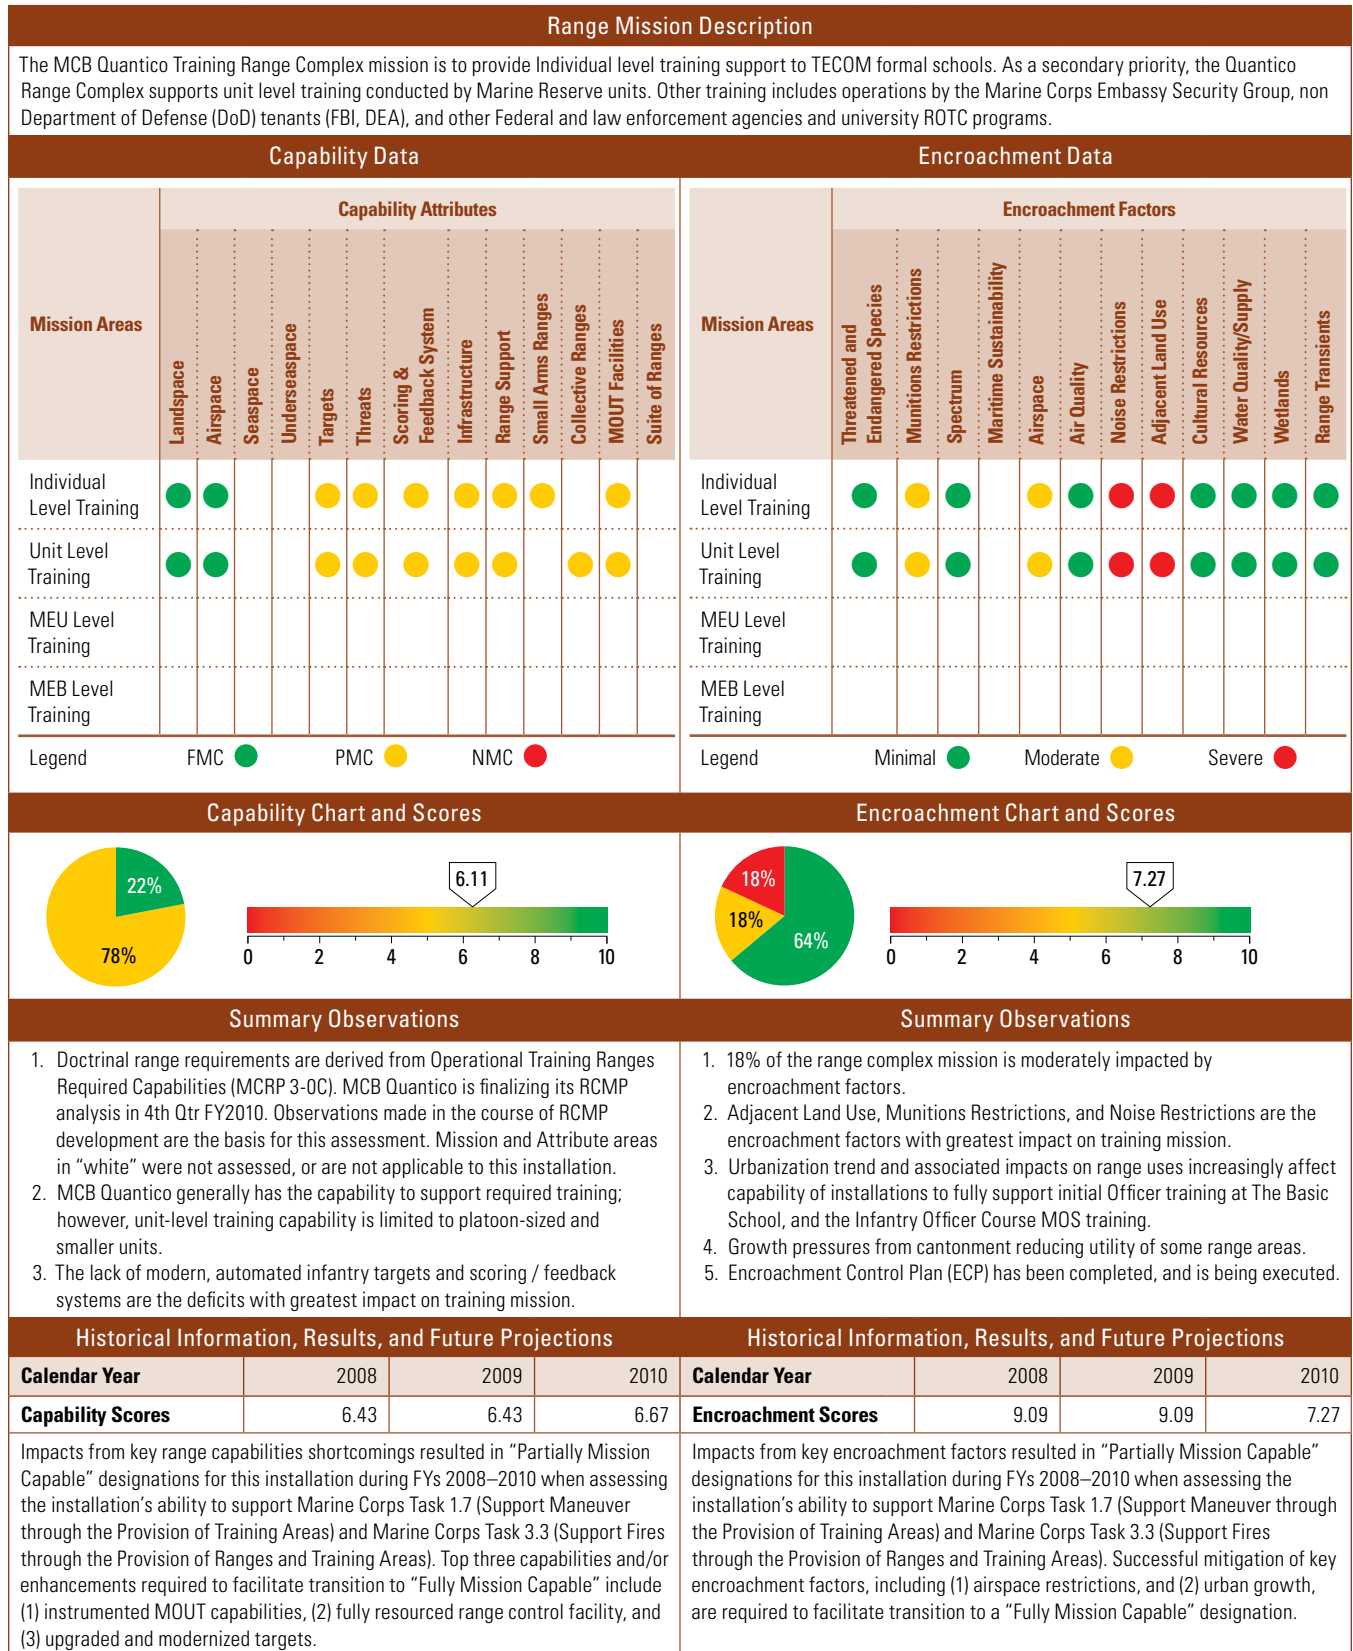 Range Mission Description
The MCB Quantico Training Range Complex mission is to provide Individual level training support to TECOM formal schools. As a secondary priority, the Quantico
Range Complex supports unit level training conducted by Marine Reserve units. Other training includes operations by the Marine Corps Embassy Security Group, non
Department of Defense (DoD) tenants (FBI, DEA), and other Federal and law enforcement agencies and university ROTC programs.
Capability Data
Mission Areas
Capability Attributes
Landspace
Airspace
Seaspace
Underseaspace
Targets
Threats
Scoring &
Feedback System
Infrastructure
Range Support
Small Arms Ranges
Collective Ranges
MOUT Facilities
Suite of Ranges
Individual
Level Training
Unit Level
Training
MEU Level
Training
MEB Level
Training
Legend FMC PMC NMC
Encroachment Data
Mission Areas
Encroachment Factors
Threatened and
Endangered Species
Munitions Restrictions
Spectrum
Maritime Sustainability
Airspace
Air Quality
Noise Restrictions
Adjacent Land Use
Cultural Resources
Water Quality/Supply
Wetlands
Range Transients
Individual
Level Training
Unit Level
Training
MEU Level
Training
MEB Level
Training
Legend Minimal Moderate Severe
Capability Chart and Scores
22%
78%
6.11
0 2 4 6 8 10
Encroachment Chart and Scores
18%
18%
64%
7.27
0 2 4 6 8 10
Summary Observations
1. Doctrinal range requirements are derived from Operational Training Ranges
Required Capabilities (MCRP 3-0C). MCB Quantico is finalizing its RCMP
analysis in 4th Qtr FY2010. Observations made in the course of RCMP
development are the basis for this assessment. Mission and Attribute areas
in “white” were not assessed, or are not applicable to this installation.
2. MCB Quantico generally has the capability to support required training;
however, unit-level training capability is limited to platoon-sized and
smaller units.
3. The lack of modern, automated infantry targets and scoring / feedback
systems are the deficits with greatest impact on training mission.
Summary Observations
1. 18% of the range complex mission is moderately impacted by
encroachment factors.
2. Adjacent Land Use, Munitions Restrictions, and Noise Restrictions are the
encroachment factors with greatest impact on training mission.
3. Urbanization trend and associated impacts on range uses increasingly affect
capability of installations to fully support initial Officer training at The Basic
School, and the Infantry Officer Course MOS training.
4. Growth pressures from cantonment reducing utility of some range areas.
5. Encroachment Control Plan (ECP) has been completed, and is being executed.
Historical Information, Results, and Future Projections
Calendar Year 2008 2009 2010
Capability Scores 6.43 6.43 6.67
Impacts from key range capabilities shortcomings resulted in “Partially Mission
Capable” designations for this installation during FYs 2008–2010 when assessing
the installation’s ability to support Marine Corps Task 1.7 (Support Maneuver
through the Provision of Training Areas) and Marine Corps Task 3.3 (Support Fires
through the Provision of Ranges and Training Areas). Top three capabilities and/or
enhancements required to facilitate transition to “Fully Mission Capable” include
(1) instrumented MOUT capabilities, (2) fully resourced range control facility, and
(3) upgraded and modernized targets.
Historical Information, Results, and Future Projections
Calendar Year 2008 2009 2010
Encroachment Scores 9.09 9.09 7.27
Impacts from key encroachment factors resulted in “Partially Mission Capable”
designations for this installation during FYs 2008–2010 when assessing the
installation’s ability to support Marine Corps Task 1.7 (Support Maneuver through
the Provision of Training Areas) and Marine Corps Task 3.3 (Support Fires
through the Provision of Ranges and Training Areas). Successful mitigation of key
encroachment factors, including (1) airspace restrictions, and (2) urban growth,
are required to facilitate transition to a “Fully Mission Capable” designation.